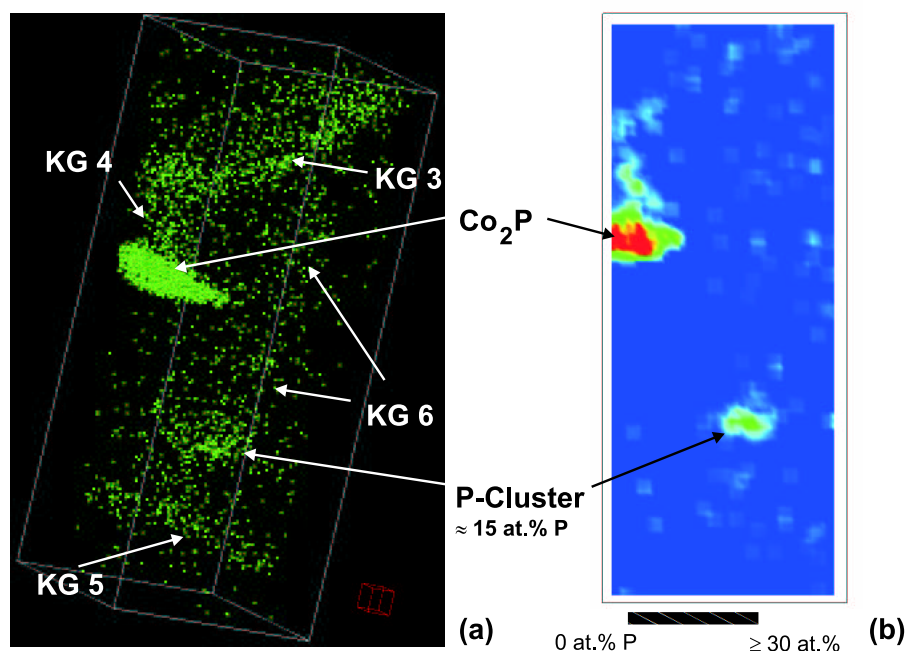 KG 4
KG 3
Co2P
KG 6
P-Cluster
≈ 15 at.% P
KG 5
(a)
(b)
0 at.% P
≥ 30 at.%